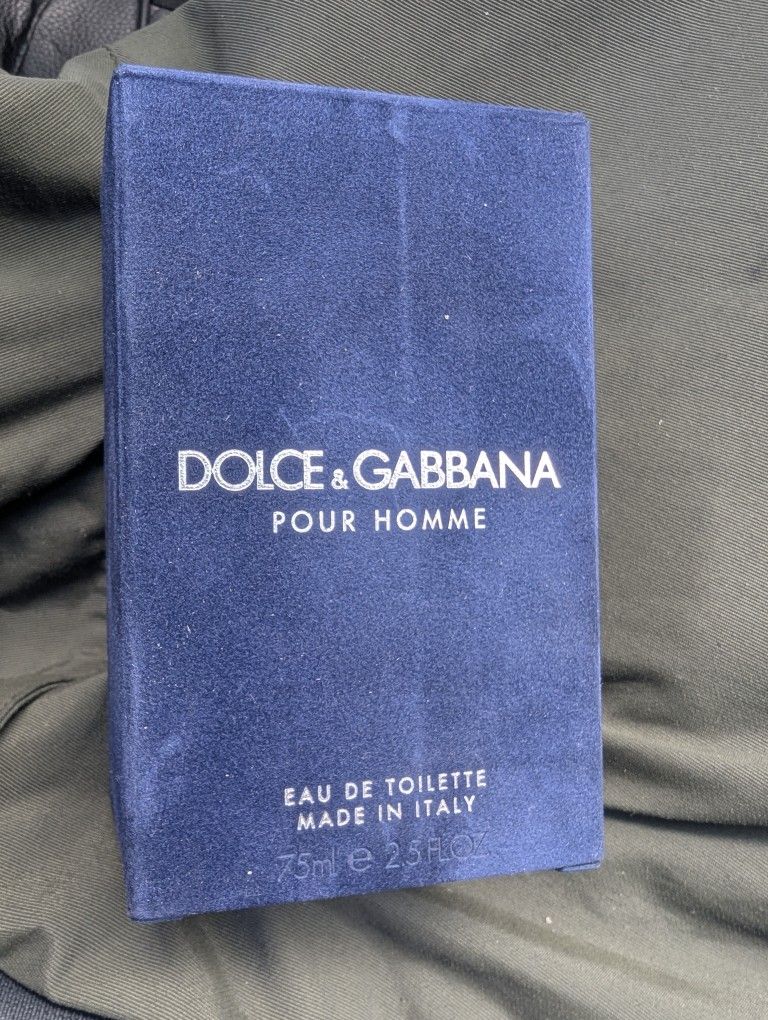 DOLCE & GABBANA
POUR HOMME
EAU DE TOILETTE
MADE IN ITALY
75ml e 2.5 FL.OZ.